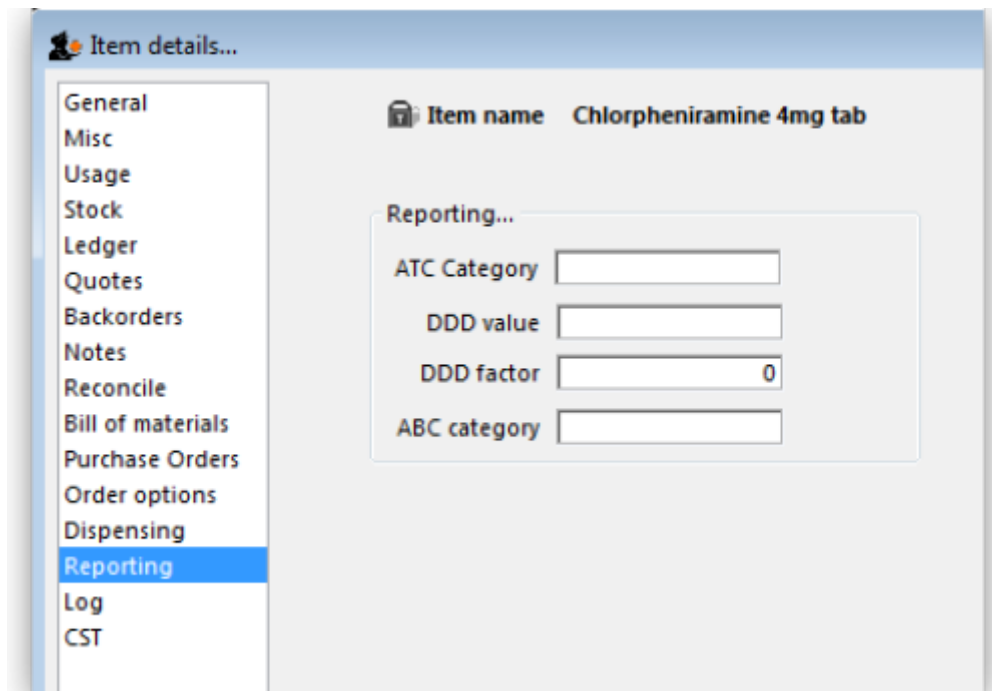 Item details...
General
Misc
Usage
Stock
Ledger
Quotes
Backorders
Notes
Reconcile
Bill of materials
Purchase Orders
Order options
Dispensing
Reporting
Log
CST
Item name Chlorpheniramine 4mg tab
Reporting...
ATC Category
DDD value
DDD factor 0
ABC category